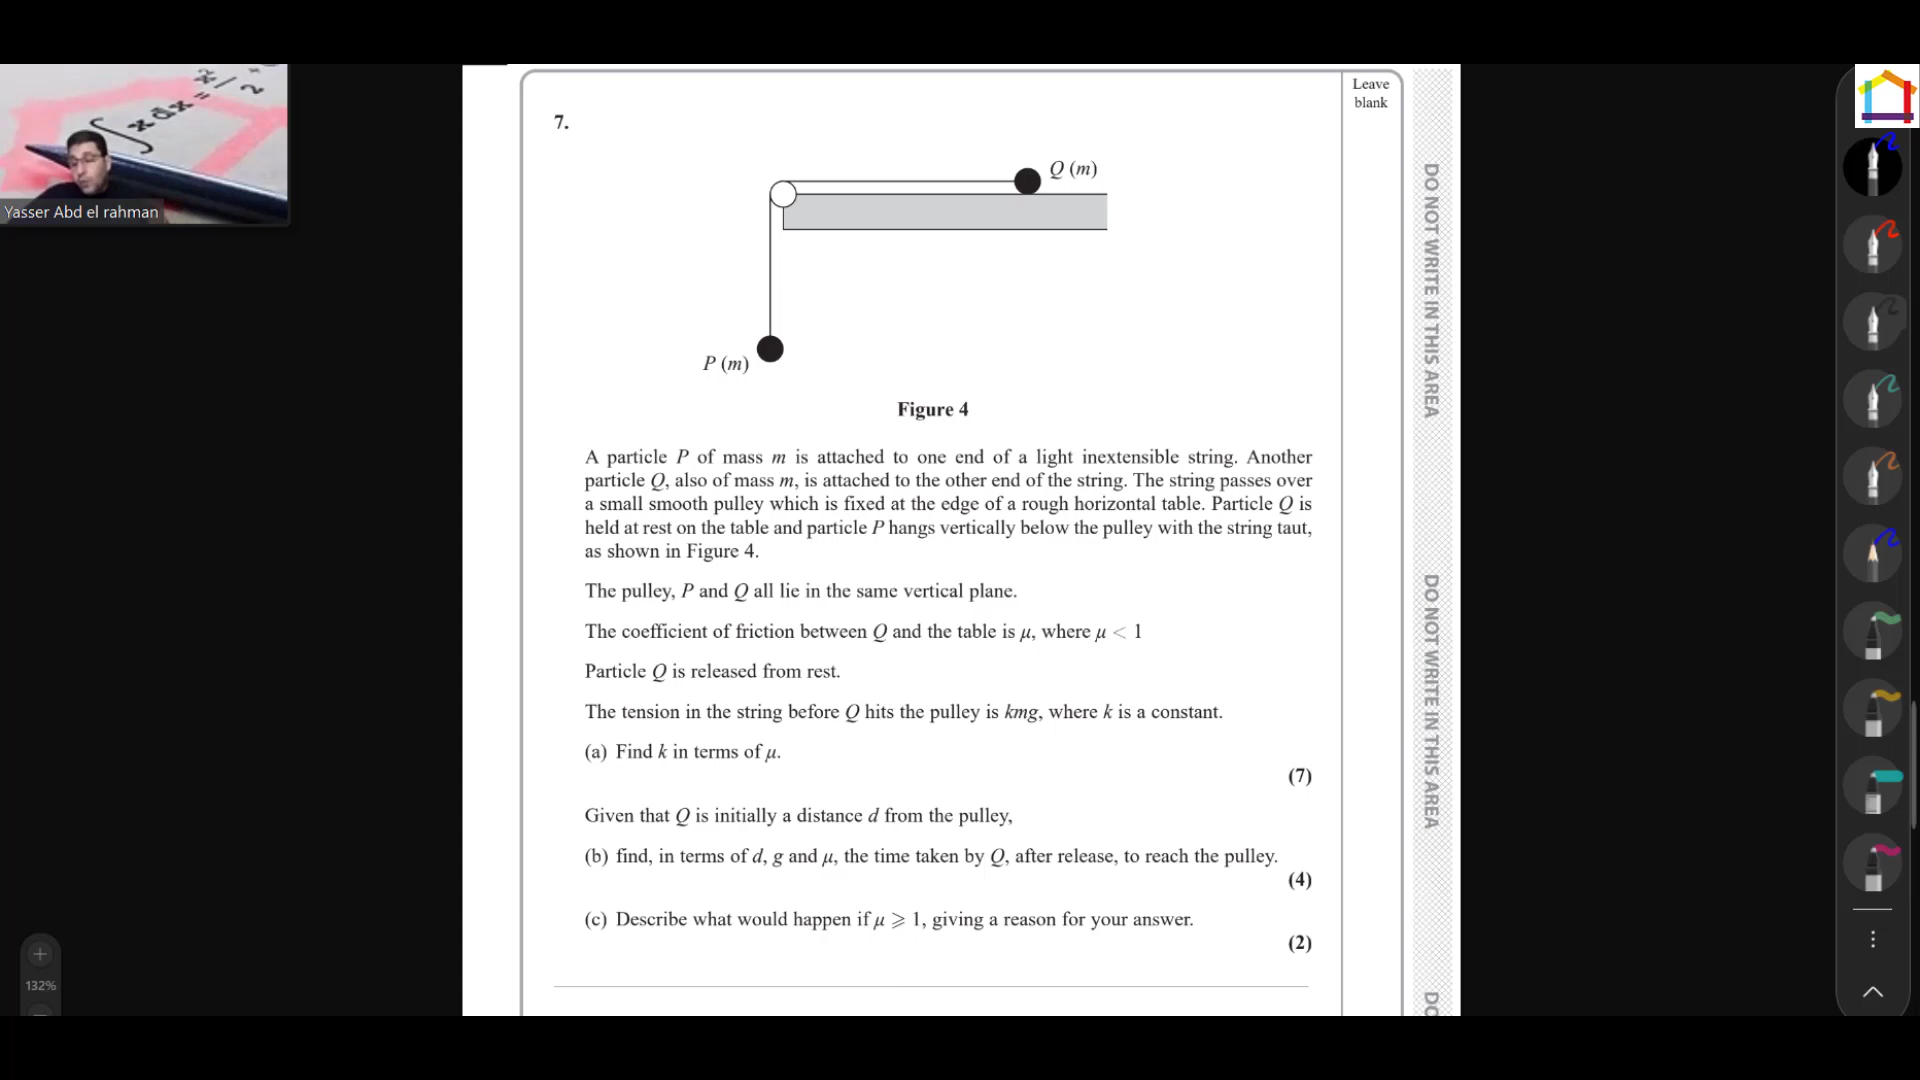 Leave
blank
7.
Q (m)
P (m)
Figure 4
A particle P of mass m is attached to one end of a light inextensible string. Another
particle Q, also of mass m, is attached to the other end of the string. The string passes over
a small smooth pulley which is fixed at the edge of a rough horizontal table. Particle Q is
held at rest on the table and particle P hangs vertically below the pulley with the string taut,
as shown in Figure 4.
The pulley, P and Q all lie in the same vertical plane.
The coefficient of friction between Q and the table is μ, where μ < 1
Particle Q is released from rest.
The tension in the string before Q hits the pulley is kmg, where k is a constant.
(a) Find k in terms of μ.
(7)
Given that Q is initially a distance d from the pulley,
(b) find, in terms of d, g and μ, the time taken by Q, after release, to reach the pulley.
(4)
(c) Describe what would happen if μ ⩾ 1, giving a reason for your answer.
(2)
DO NOT WRITE IN THIS AREA
DO NOT WRITE IN THIS AREA
DO
∫ x dx = x²/2 +
Yasser Abd el rahman
132%